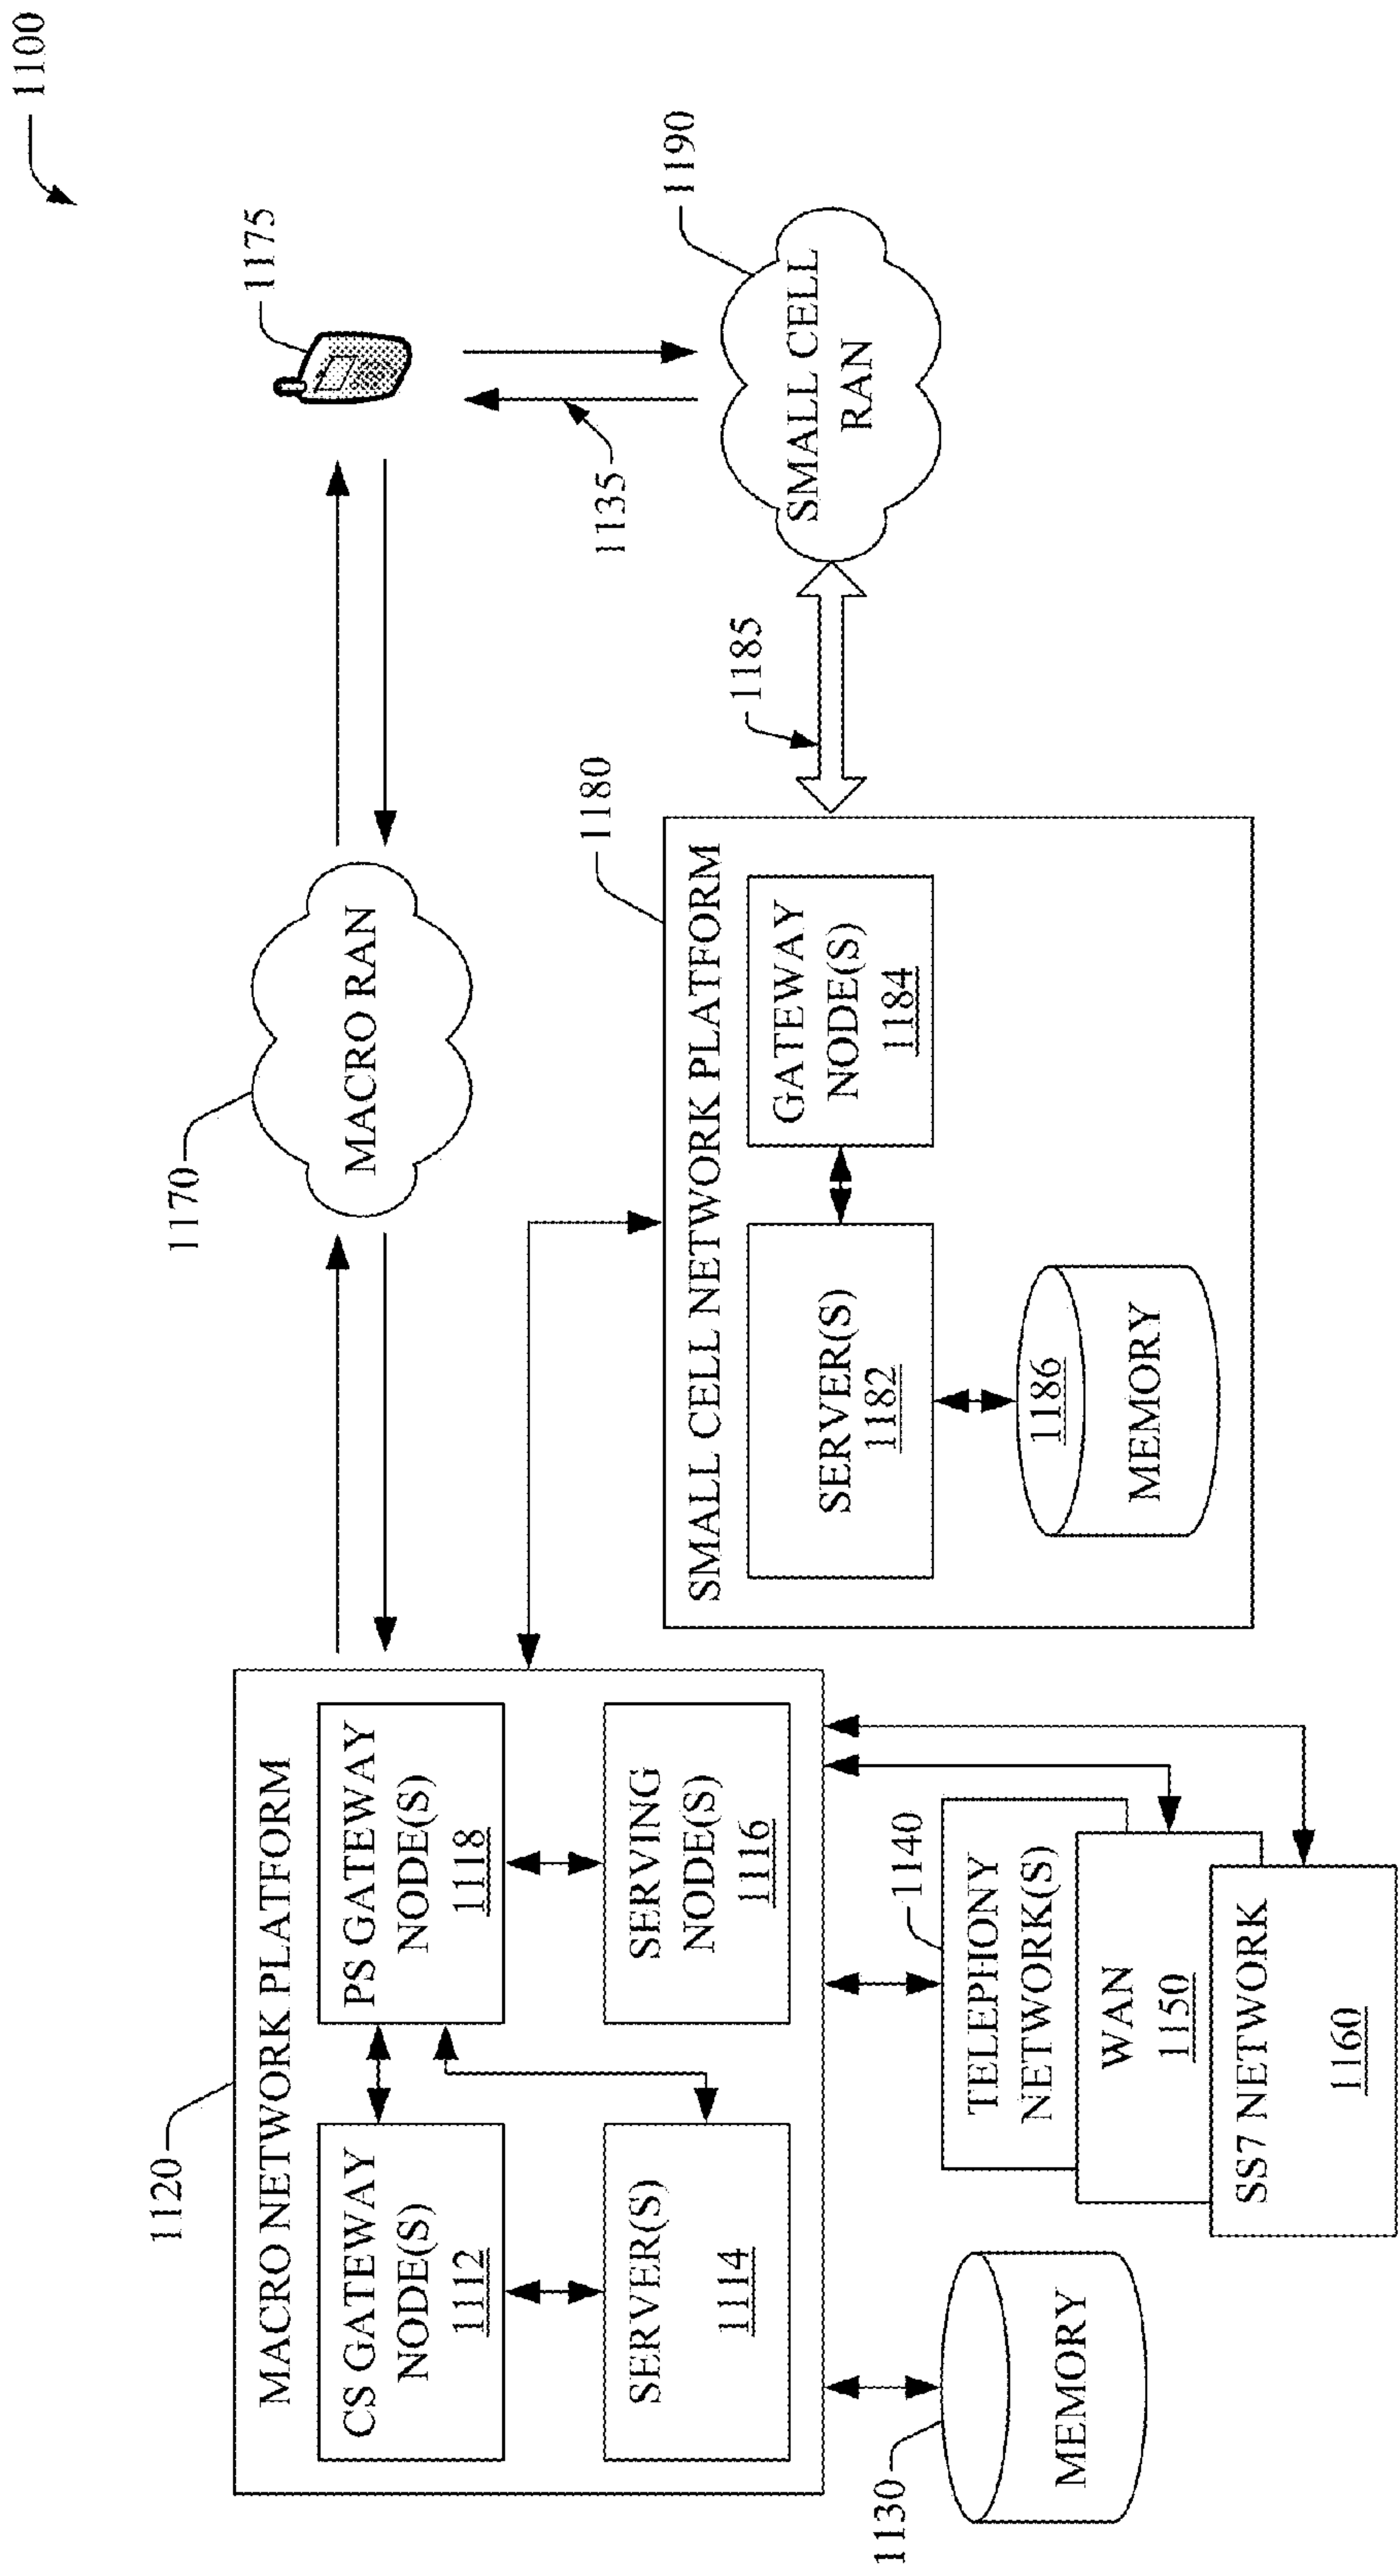 1100
1175
1170
MACRO RAN
1120
MACRO NETWORK PLATFORM
CS GATEWAY
NODE(S)
1112
PS GATEWAY
NODE(S)
1118
SERVER(S)
1114
SERVING
NODE(S)
1116
1135
1190
SMALL CELL
RAN
1185
1180
SMALL CELL NETWORK PLATFORM
SERVER(S)
1182
GATEWAY
NODE(S)
1184
1186
MEMORY
1130
MEMORY
1140
TELEPHONY
NETWORK(S)
WAN
1150
SS7 NETWORK
1160